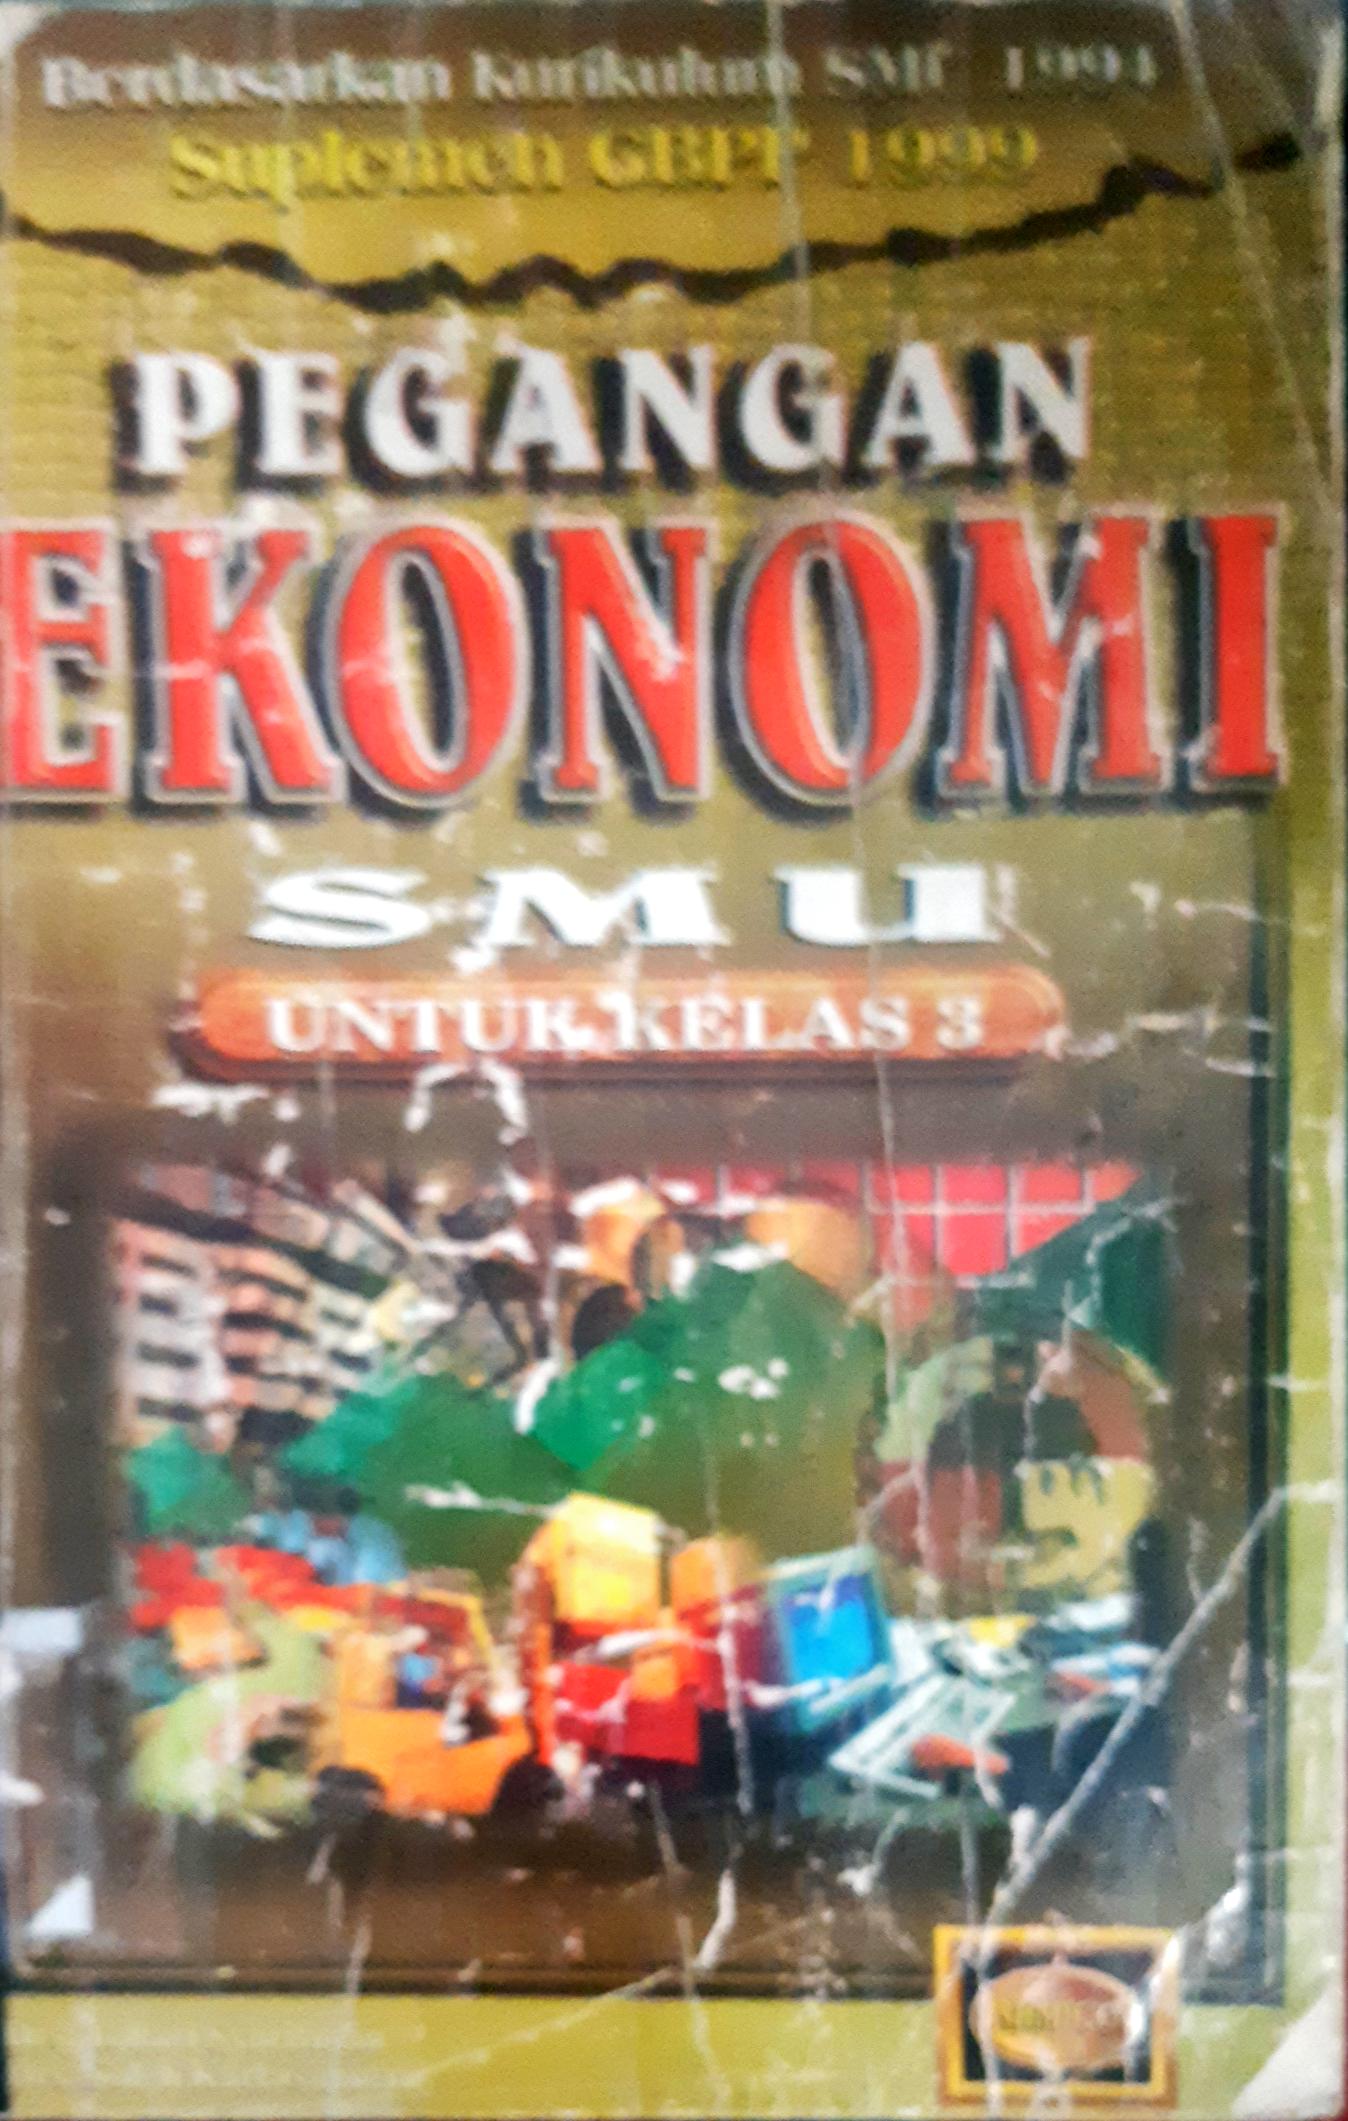 Berdasarkan Kurikulum SMU 1994
Suplemen GBPP 1999
PEGANGAN
EKONOMI
SMU
UNTUK KELAS 3